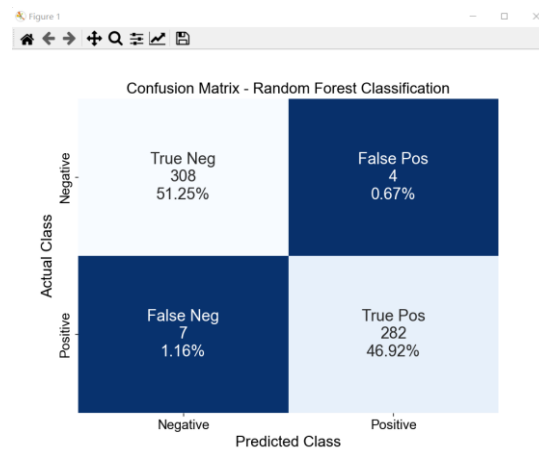 Figure 1
Confusion Matrix - Random Forest Classification
Actual Class
Negative
True Neg
308
51.25%
False Pos
4
0.67%
Positive
False Neg
7
1.16%
True Pos
282
46.92%
Negative
Positive
Predicted Class